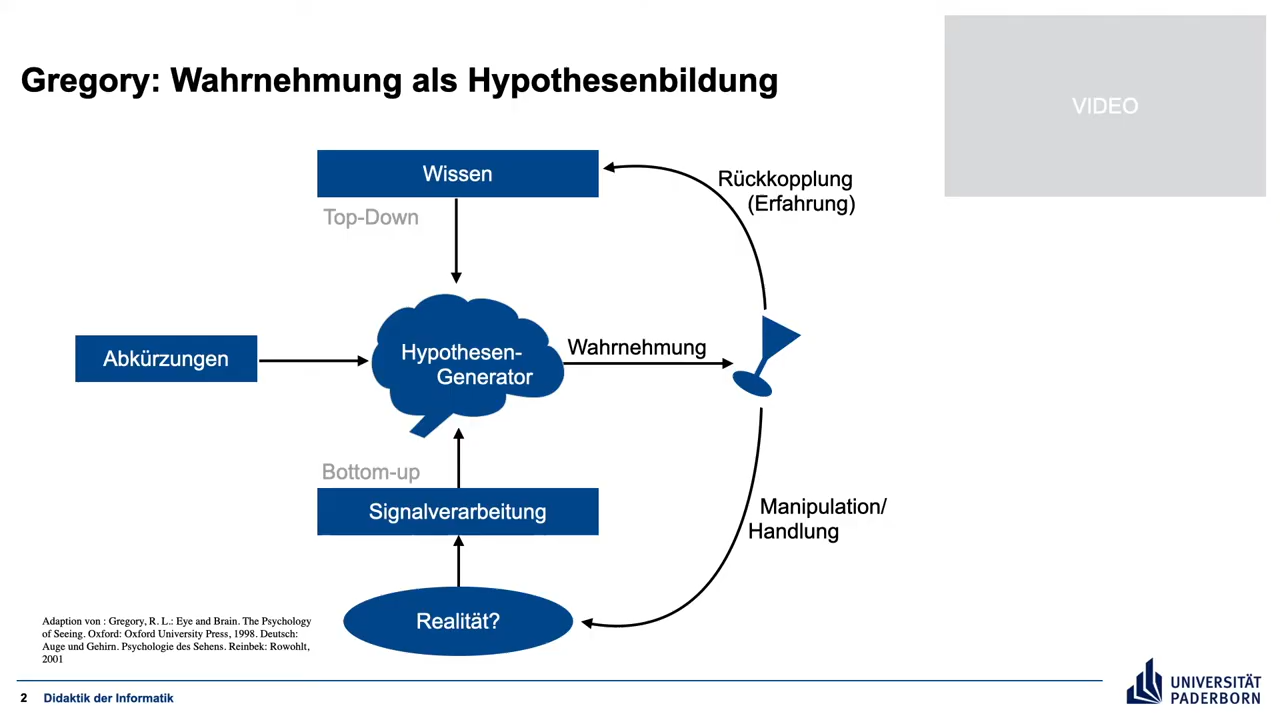 Gregory: Wahrnehmung als Hypothesenbildung
VIDEO
Wissen
Rückkopplung
(Erfahrung)
Top-Down
Abkürzungen
Hypothesen-
Generator
Wahrnehmung
Bottom-up
Signalverarbeitung
Manipulation/
Handlung
Realität?
Adaption von : Gregory, R. L.: Eye and Brain. The Psychology
of Seeing. Oxford: Oxford University Press, 1998. Deutsch:
Auge und Gehirn. Psychologie des Sehens. Reinbek: Rowohlt,
2001
2 Didaktik der Informatik
UNIVERSITÄT
PADERBORN